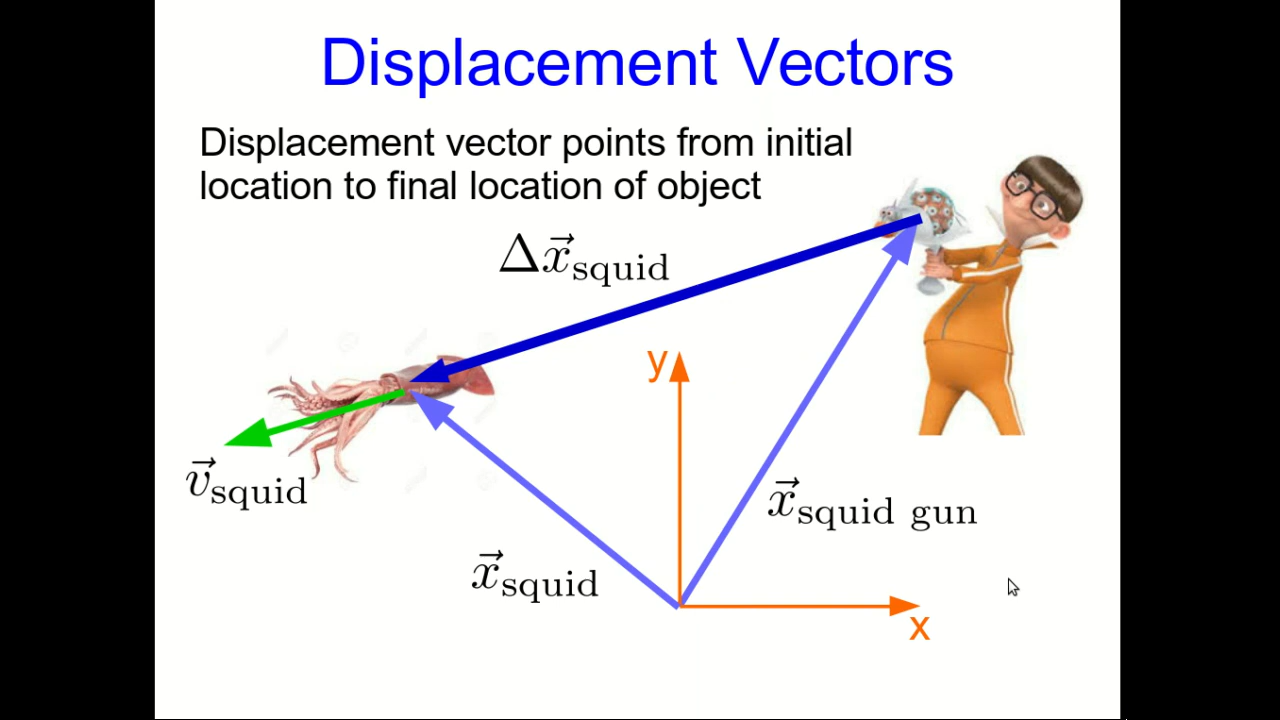 Displacement Vectors
Displacement vector points from initial
location to final location of object
Δx⃗squid
y
v⃗squid
x⃗squid gun
x⃗squid
x